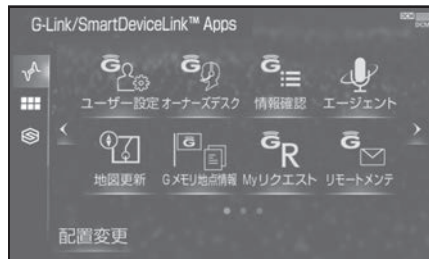 G-Link/SmartDeviceLink™ Apps
DCM
ユーザー設定 オーナーズデスク 情報確認 エージェント
地図更新 Gメモリ地点情報 Myリクエスト リモートメンテ
配置変更